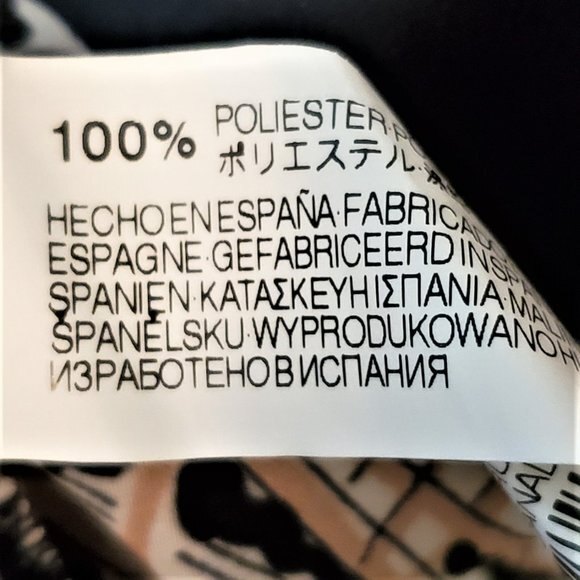 100% POLIESTER·
ポリエステル·
HECHO EN ESPAÑA·FABRICADO
ESPAGNE·GEFABRICEERD IN
SPANIEN·ΚΑΤΑΣΚΕΥΗ ΙΣΠΑΝΙΑ·
ŠPANĚLSKU·WYPRODUKOWANO
ИЗРАБОТЕНО В ИСПАНИЯ